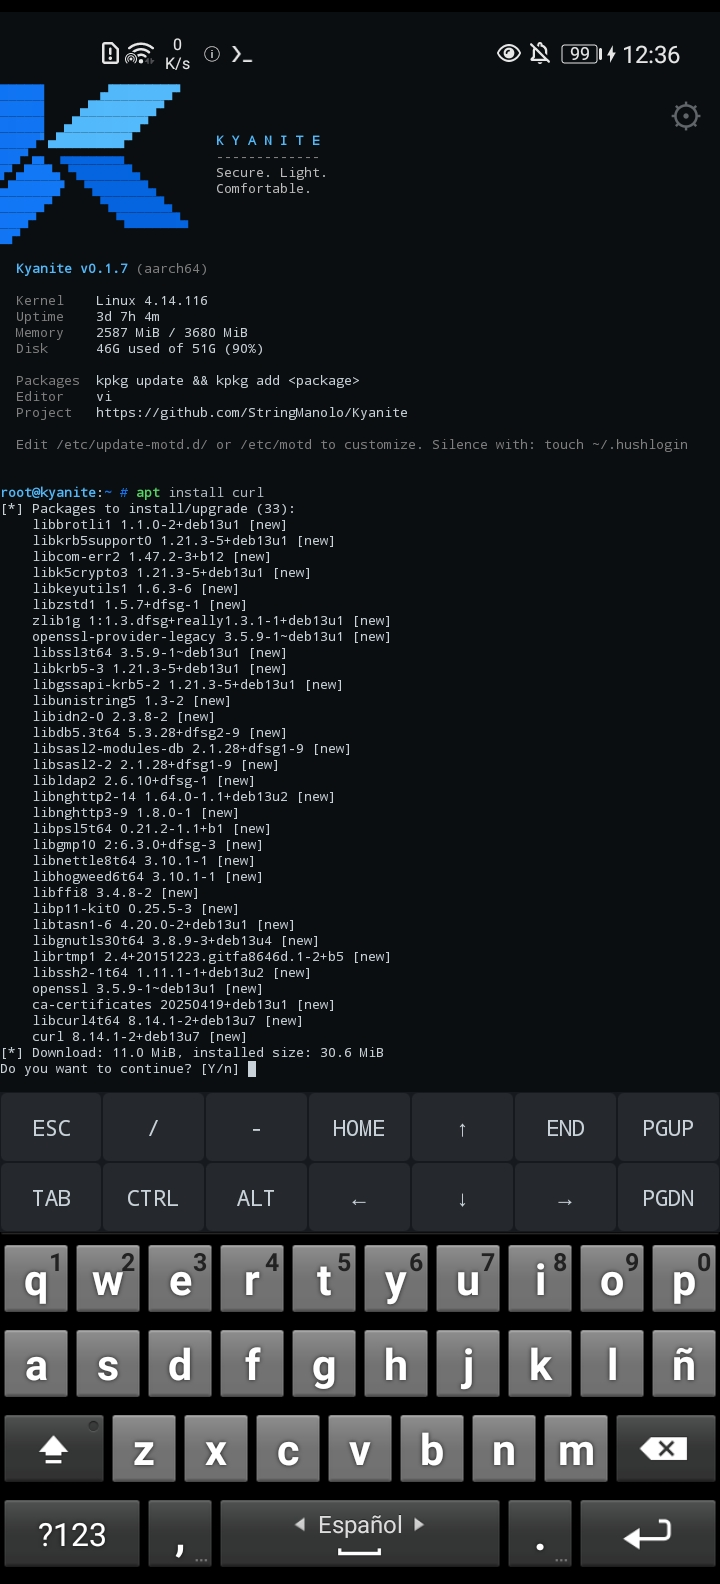 0
K/s
99
12:36
K Y A N I T E
-------------
Secure. Light.
Comfortable.
Kyanite v0.1.7 (aarch64)
Kernel Linux 4.14.116
Uptime 3d 7h 4m
Memory 2587 MiB / 3680 MiB
Disk 46G used of 51G (90%)
Packages kpkg update && kpkg add <package>
Editor vi
Project https://github.com/StringManolo/Kyanite
Edit /etc/update-motd.d/ or /etc/motd to customize. Silence with: touch ~/.hushlogin
root@kyanite:~ # apt install curl
[*] Packages to install/upgrade (33):
libbrotli1 1.1.0-2+deb13u1 [new]
libkrb5support0 1.21.3-5+deb13u1 [new]
libcom-err2 1.47.2-3+b12 [new]
libk5crypto3 1.21.3-5+deb13u1 [new]
libkeyutils1 1.6.3-6 [new]
libzstd1 1.5.7+dfsg-1 [new]
zlib1g 1:1.3.dfsg+really1.3.1-1+deb13u1 [new]
openssl-provider-legacy 3.5.9-1~deb13u1 [new]
libssl3t64 3.5.9-1~deb13u1 [new]
libkrb5-3 1.21.3-5+deb13u1 [new]
libgssapi-krb5-2 1.21.3-5+deb13u1 [new]
libunistring5 1.3-2 [new]
libidn2-0 2.3.8-2 [new]
libdb5.3t64 5.3.28+dfsg2-9 [new]
libsasl2-modules-db 2.1.28+dfsg1-9 [new]
libsasl2-2 2.1.28+dfsg1-9 [new]
libldap2 2.6.10+dfsg-1 [new]
libnghttp2-14 1.64.0-1.1+deb13u2 [new]
libnghttp3-9 1.8.0-1 [new]
libpsl5t64 0.21.2-1.1+b1 [new]
libgmp10 2:6.3.0+dfsg-3 [new]
libnettle8t64 3.10.1-1 [new]
libhogweed6t64 3.10.1-1 [new]
libffi8 3.4.8-2 [new]
libp11-kit0 0.25.5-3 [new]
libtasn1-6 4.20.0-2+deb13u1 [new]
libgnutls30t64 3.8.9-3+deb13u4 [new]
librtmp1 2.4+20151223.gitfa8646d.1-2+b5 [new]
libssh2-1t64 1.11.1-1+deb13u2 [new]
openssl 3.5.9-1~deb13u1 [new]
ca-certificates 20250419+deb13u1 [new]
libcurl4t64 8.14.1-2+deb13u7 [new]
curl 8.14.1-2+deb13u7 [new]
[*] Download: 11.0 MiB, installed size: 30.6 MiB
Do you want to continue? [Y/n]
ESC / - HOME ↑ END PGUP
TAB CTRL ALT ← ↓ → PGDN
q1 w2 e3 r4 t5 y6 u7 i8 o9 p0
a s d f g h j k l ñ
z x c v b n m
?123 , Español .